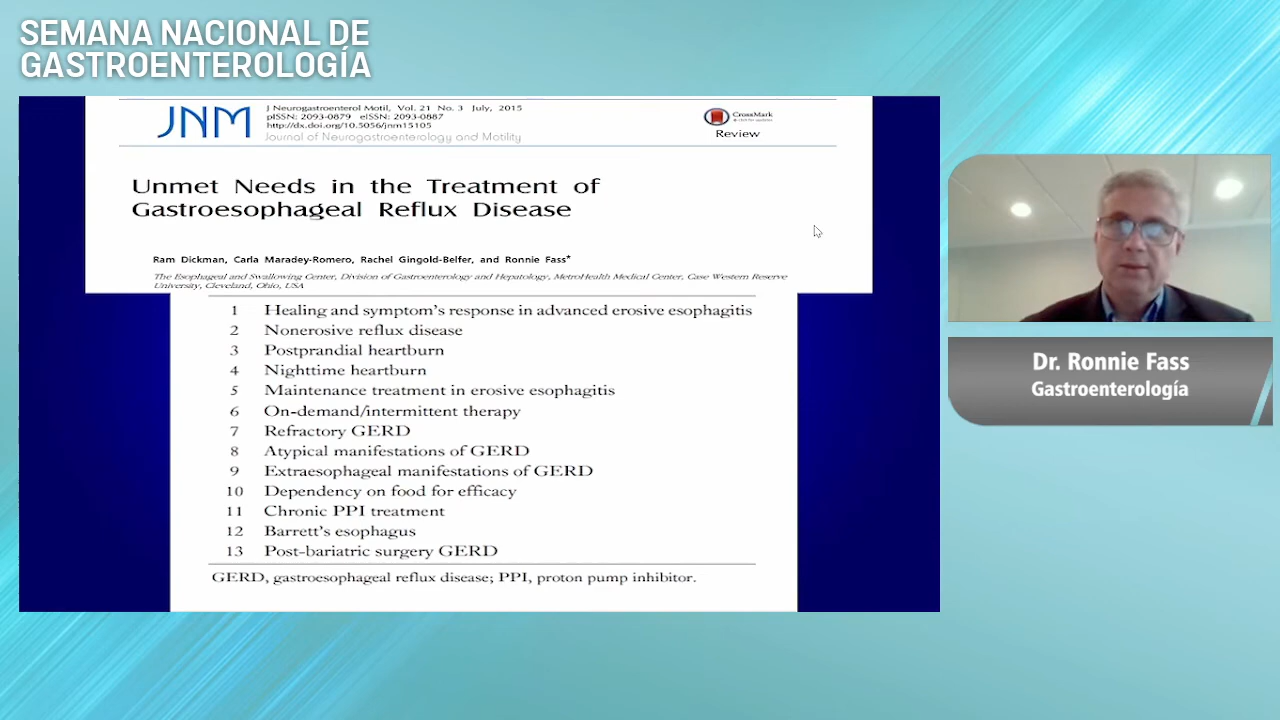 SEMANA NACIONAL DE
GASTROENTEROLOGÍA
JNM
J Neurogastroenterol Motil, Vol. 21 No. 3 July, 2015
pISSN: 2093-0879 eISSN: 2093-0887
http://dx.doi.org/10.5056/jnm15105
Journal of Neurogastroenterology and Motility
CrossMark
Review
Unmet Needs in the Treatment of
Gastroesophageal Reflux Disease
Ram Dickman, Carla Maradey-Romero, Rachel Gingold-Belfer, and Ronnie Fass*
The Esophageal and Swallowing Center, Division of Gastroenterology and Hepatology, MetroHealth Medical Center, Case Western Reserve
University, Cleveland, Ohio, USA
1 Healing and symptom's response in advanced erosive esophagitis
2 Nonerosive reflux disease
3 Postprandial heartburn
4 Nighttime heartburn
5 Maintenance treatment in erosive esophagitis
6 On-demand/intermittent therapy
7 Refractory GERD
8 Atypical manifestations of GERD
9 Extraesophageal manifestations of GERD
10 Dependency on food for efficacy
11 Chronic PPI treatment
12 Barrett's esophagus
13 Post-bariatric surgery GERD
GERD, gastroesophageal reflux disease; PPI, proton pump inhibitor.
Dr. Ronnie Fass
Gastroenterología